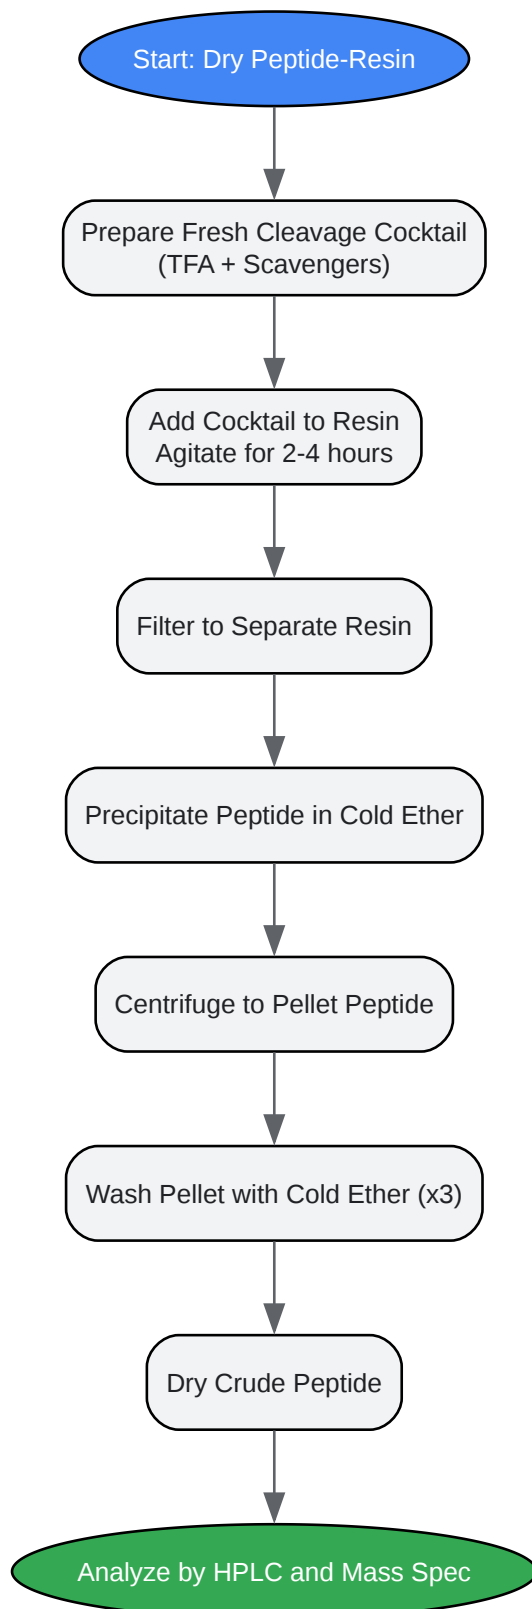 Start: Dry Peptide-Resin
Prepare Fresh Cleavage Cocktail
(TFA + Scavengers)
Add Cocktail to Resin
Agitate for 2-4 hours
Filter to Separate Resin
Precipitate Peptide in Cold Ether
Centrifuge to Pellet Peptide
Wash Pellet with Cold Ether (x3)
Dry Crude Peptide
Analyze by HPLC and Mass Spec